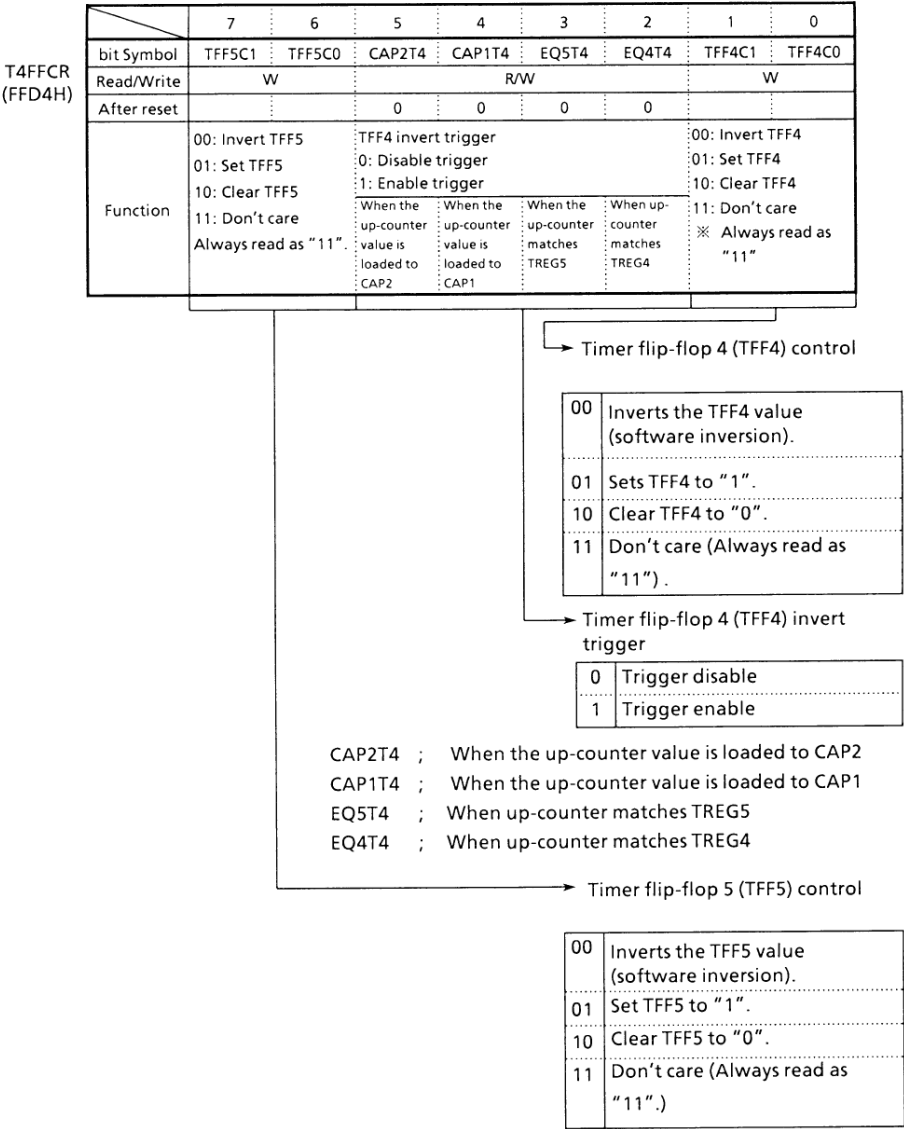 7 6 5 4 3 2 1 0
bit Symbol TFF5C1 TFF5C0 CAP2T4 CAP1T4 EQ5T4 EQ4T4 TFF4C1 TFF4C0
T4FFCR
(FFD4H)
Read/Write W R/W W
After reset 0 0 0 0
Function
00: Invert TFF5
01: Set TFF5
10: Clear TFF5
11: Don't care
Always read as "11".
TFF4 invert trigger
0: Disable trigger
1: Enable trigger
When the
up-counter
value is
loaded to
CAP2
When the
up-counter
value is
loaded to
CAP1
When the
up-counter
matches
TREG5
When up-
counter
matches
TREG4
00: Invert TFF4
01: Set TFF4
10: Clear TFF4
11: Don't care
※ Always read as
"11"
Timer flip-flop 4 (TFF4) control
00 Inverts the TFF4 value
(software inversion).
01 Sets TFF4 to "1".
10 Clear TFF4 to "0".
11 Don't care (Always read as
"11") .
Timer flip-flop 4 (TFF4) invert
trigger
0 Trigger disable
1 Trigger enable
CAP2T4 ; When the up-counter value is loaded to CAP2
CAP1T4 ; When the up-counter value is loaded to CAP1
EQ5T4 ; When up-counter matches TREG5
EQ4T4 ; When up-counter matches TREG4
Timer flip-flop 5 (TFF5) control
00 Inverts the TFF5 value
(software inversion).
01 Set TFF5 to "1".
10 Clear TFF5 to "0".
11 Don't care (Always read as
"11".)